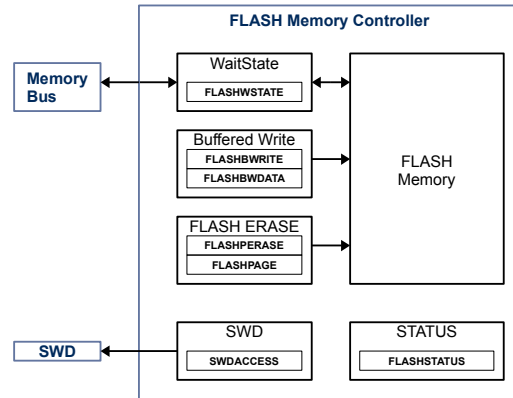 FLASH Memory Controller
Memory
Bus
WaitState
FLASHWSTATE
Buffered Write
FLASHBWRITE
FLASHBWDATA
FLASH
Memory
FLASH ERASE
FLASHPERASE
FLASHPAGE
SWD
SWD
SWDACCESS
STATUS
FLASHSTATUS